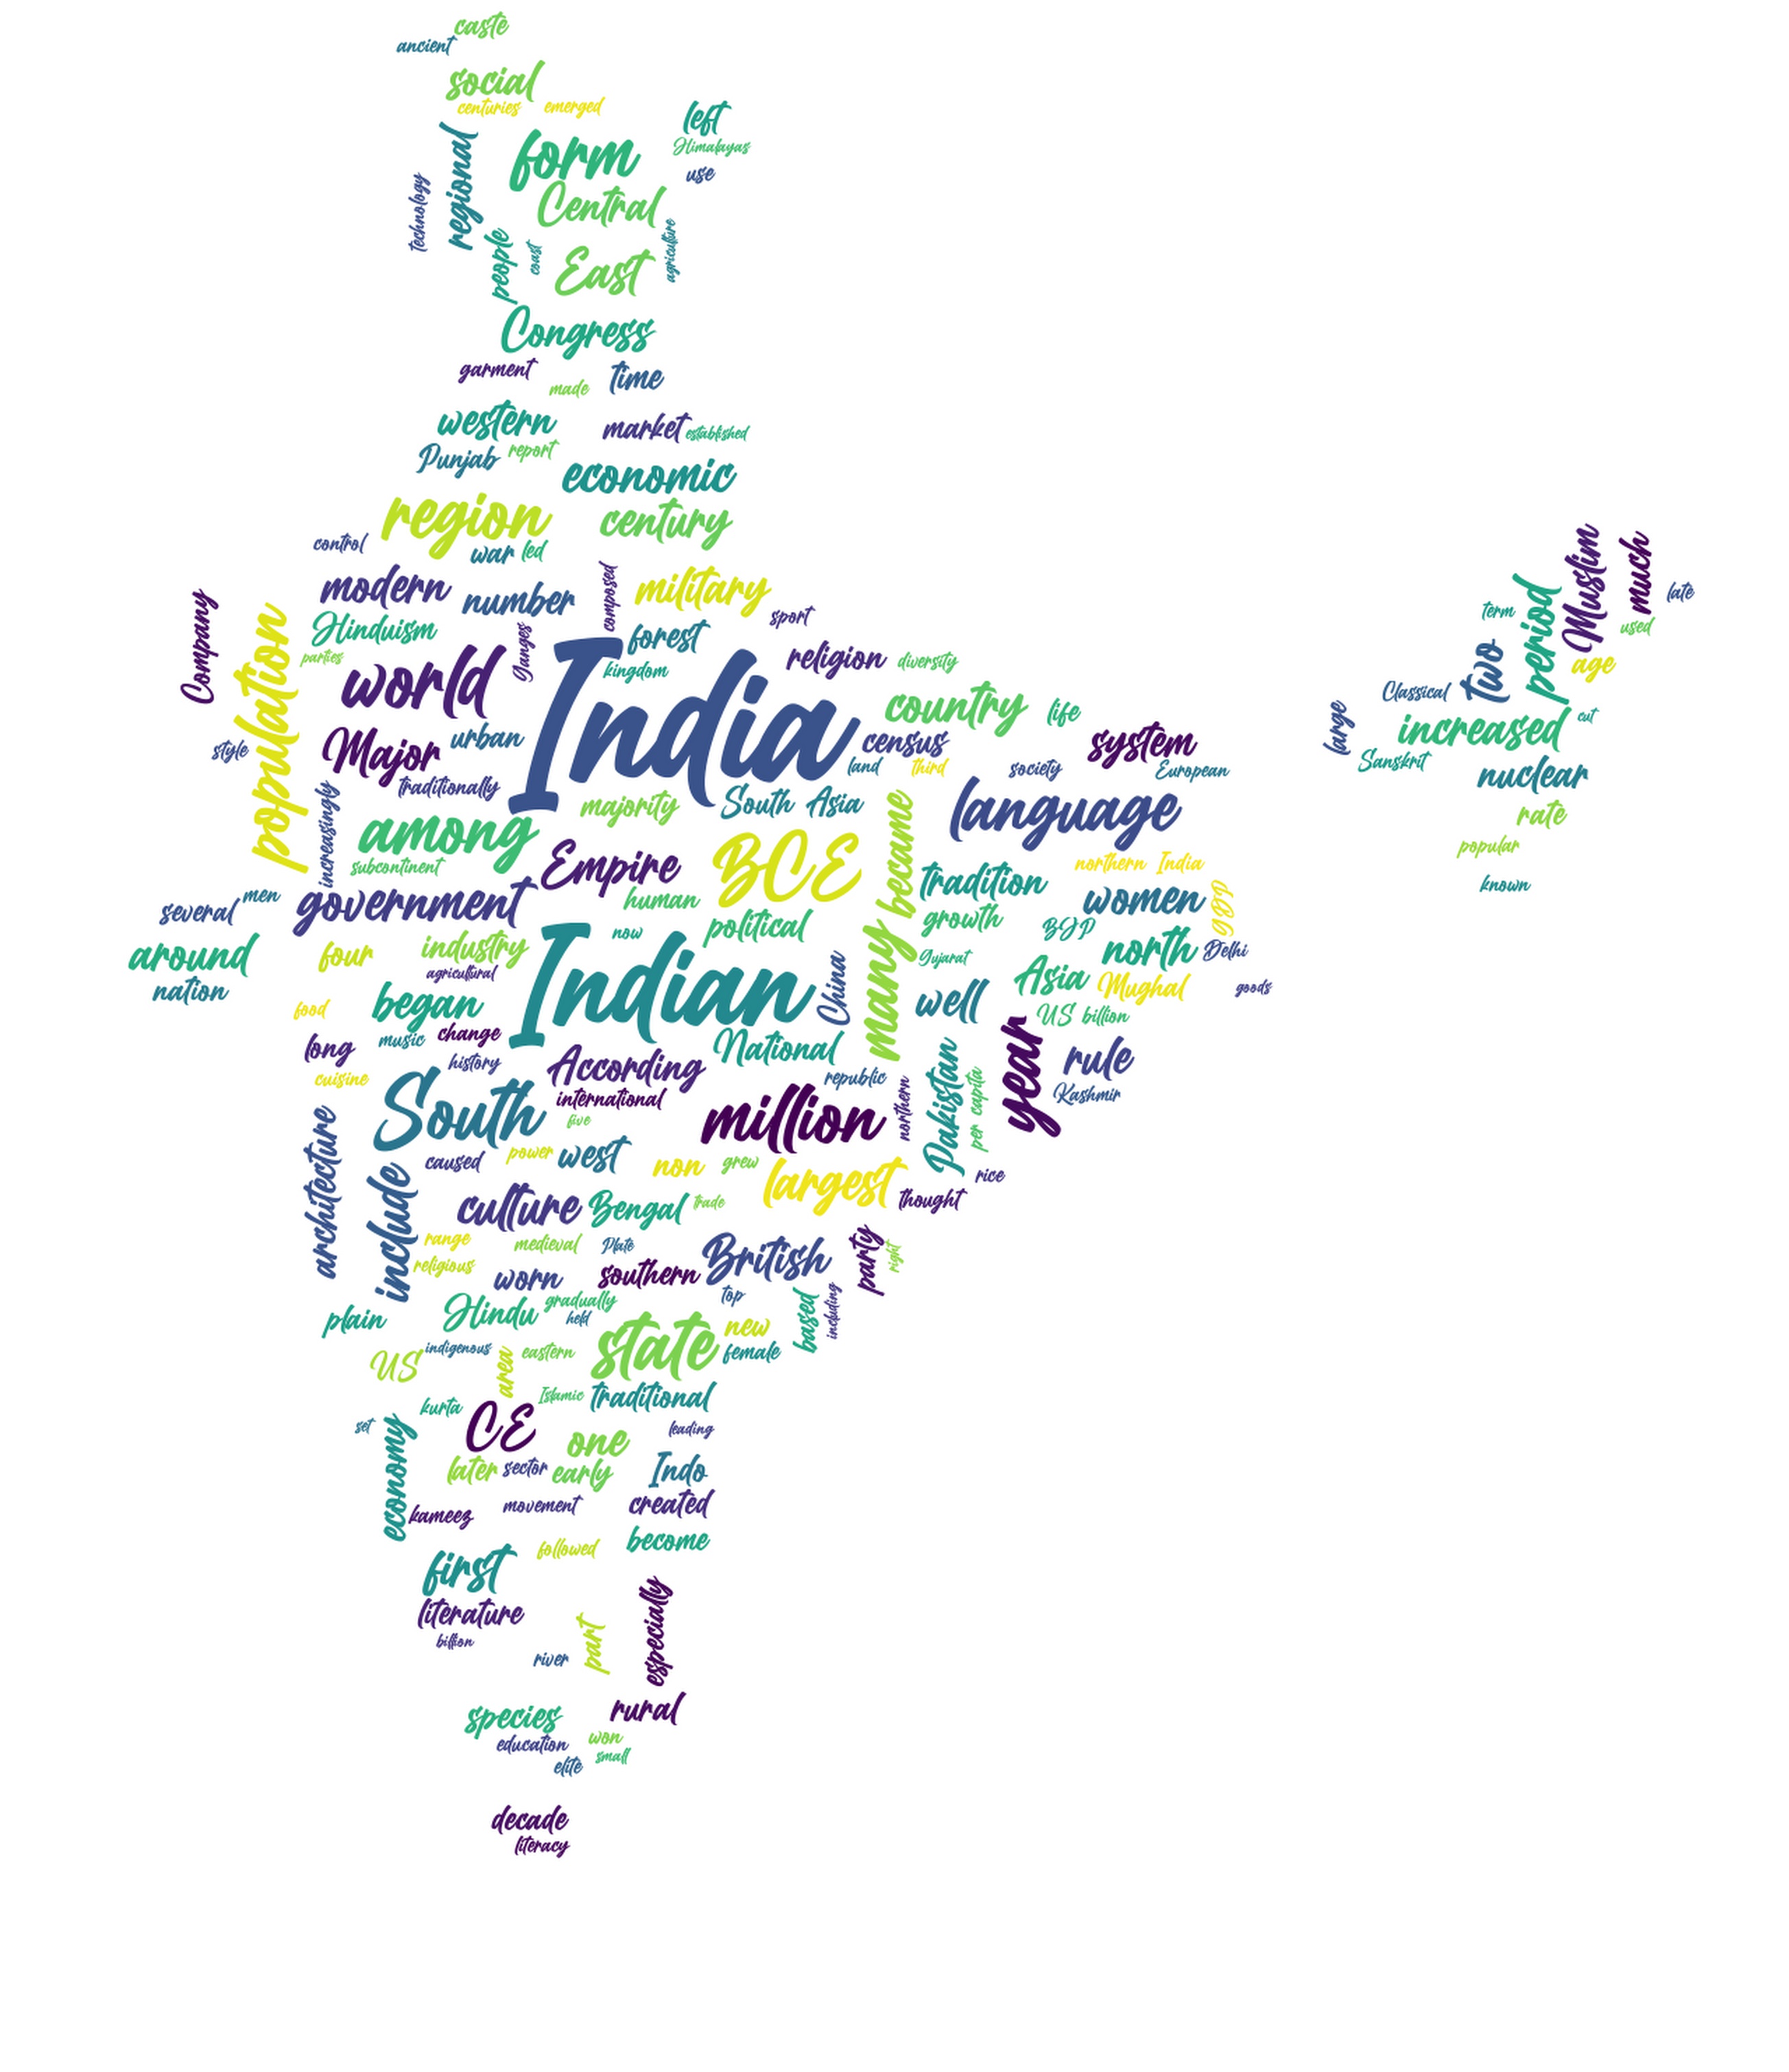 caste
ancient
social
centuries emerged
left
form
Himalayas
regional
use
technology
Central
people
coast
agriculture
East
Congress
garment
made
time
western
market
established
Punjab
report
economic
region
century
control
war
led
modern
number
composed
military
sport
Company
Hinduism
Ganges
forest
population
parties
world
kingdom
religion
diversity
India
country
life
style
Major
urban
census
system
land
third
society
European
traditionally
increasingly
majority
South Asia
language
among
subcontinent
Empire
BCE
many became
northern India
tradition
men
government
human
women
GDP
several
growth
BJP
political
now
around
four
industry
north
Delhi
agricultural
Gujarat
nation
Indian
China
Asia
Mughal
goods
food
began
well
US billion
music
change
long
National
year
rule
history
According
Pakistan
cuisine
republic
per capita
Kashmir
South
international
northern
five
million
architecture
include
caused
power
west
non
grew
largest
rice
thought
culture
Bengal
trade
range
medieval
Plate
British
party
right
religious
worn
southern
top
including
based
plain
Hindu
gradually
held
state
new
female
US
indigenous
area
eastern
Islamic
traditional
kurta
set
CE
leading
economy
one
later
sector
early
Indo
kameez
movement
created
followed
become
first
literature
billion
especially
part
river
species
rural
education
won
elite
small
decade
literacy
Muslim
much
late
term
period
used
two
age
Classical
large
increased
cut
Sanskrit
nuclear
rate
popular
known